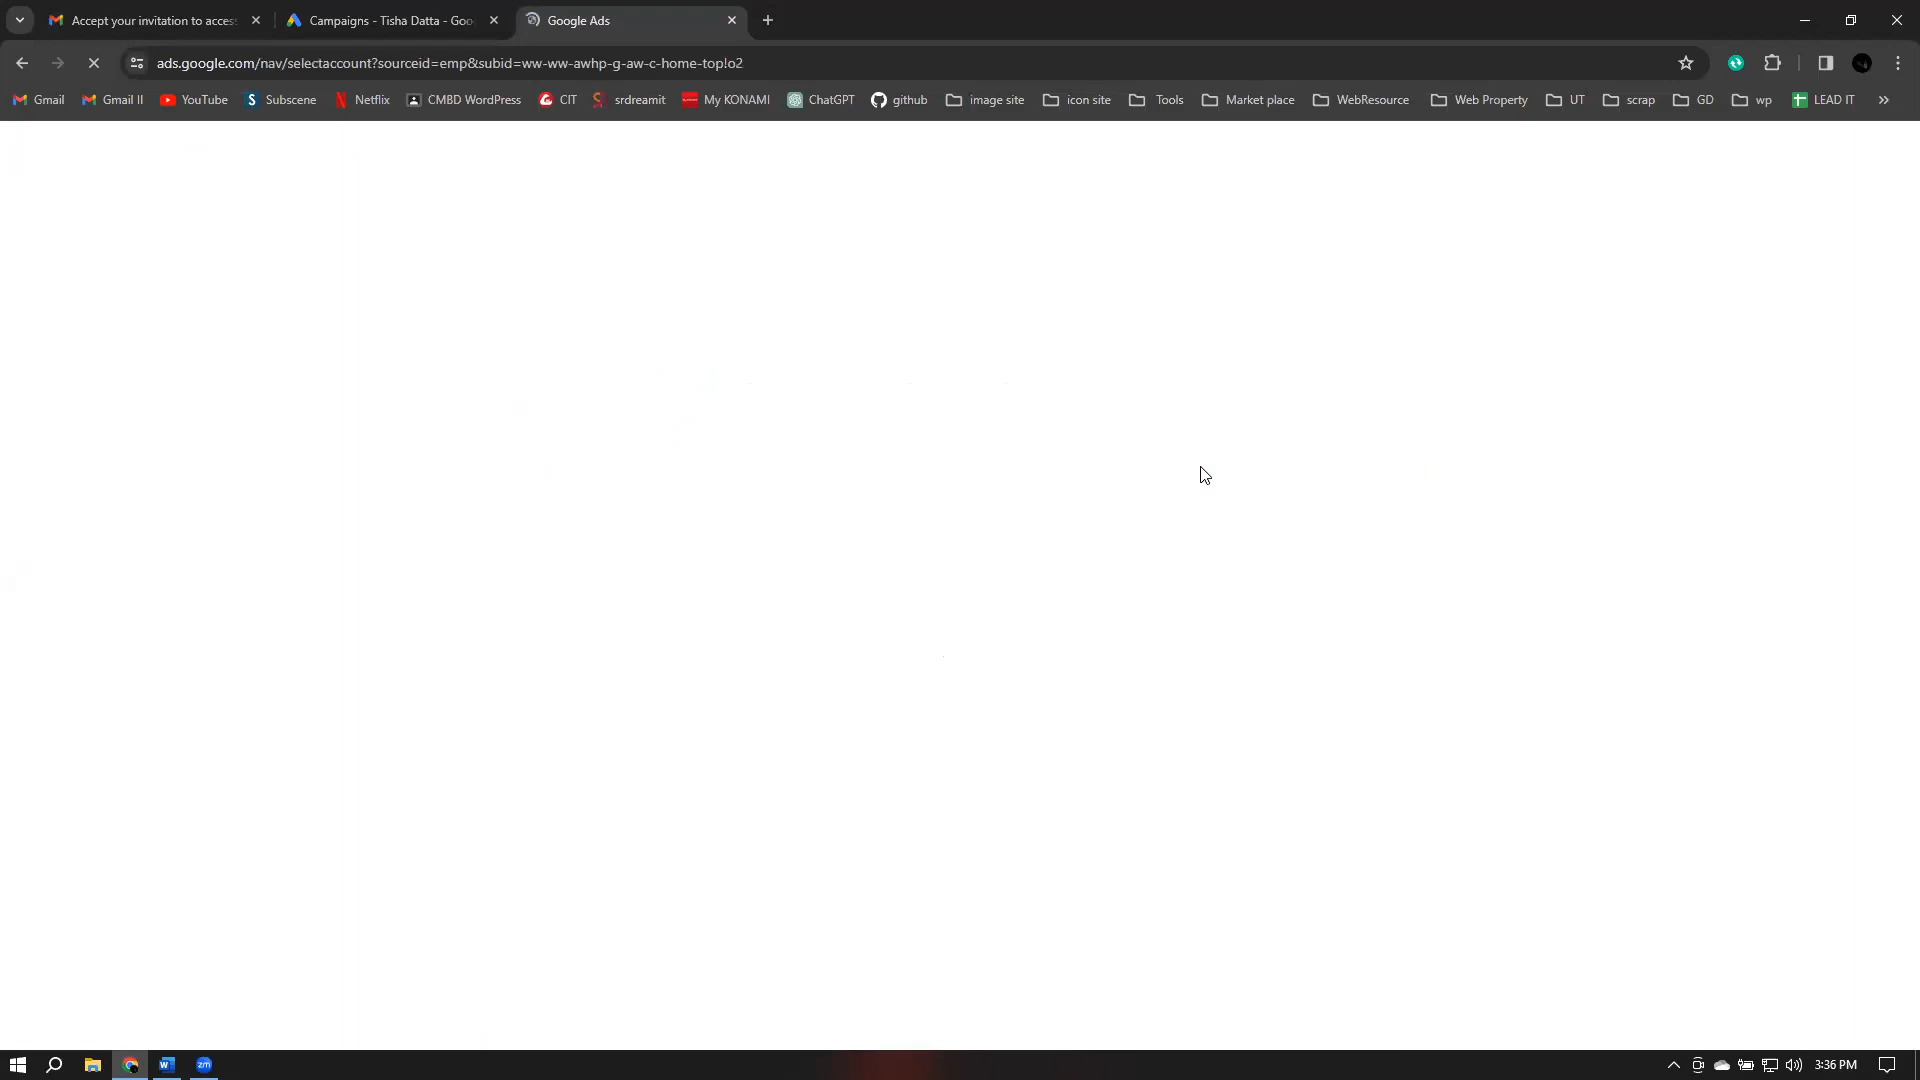 Accept your invitation to acces
Campaigns - Tisha Datta - Goo
Google Ads
ads.google.com/nav/selectaccount?sourceid=emp&subid=ww-ww-awhp-g-aw-c-home-top!o2
Gmail
Gmail II
YouTube
Subscene
Netflix
CMBD WordPress
CIT
srdreamit
My KONAMI
ChatGPT
github
image site
icon site
Tools
Market place
WebResource
Web Property
UT
scrap
GD
wp
LEAD IT
3:36 PM